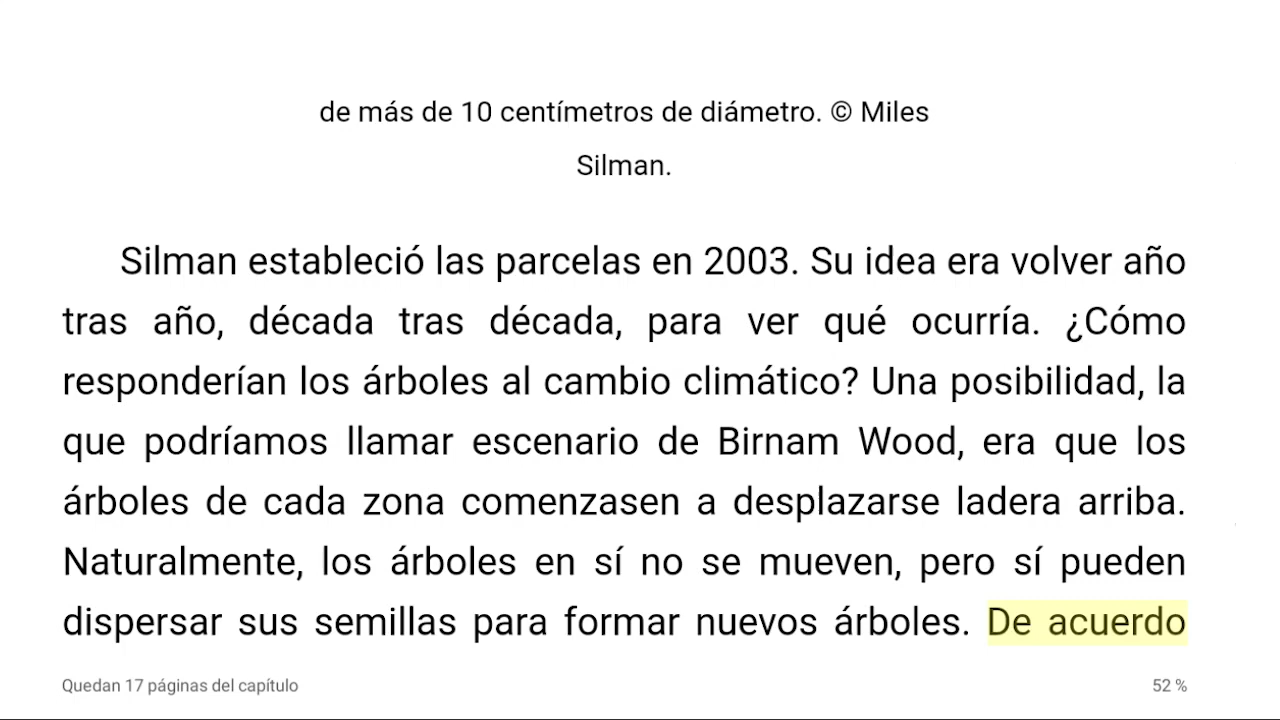 de más de 10 centímetros de diámetro. © Miles
Silman.
Silman estableció las parcelas en 2003. Su idea era volver año
tras año, década tras década, para ver qué ocurría. ¿Cómo
responderían los árboles al cambio climático? Una posibilidad, la
que podríamos llamar escenario de Birnam Wood, era que los
árboles de cada zona comenzasen a desplazarse ladera arriba.
Naturalmente, los árboles en sí no se mueven, pero sí pueden
dispersar sus semillas para formar nuevos árboles. De acuerdo
Quedan 17 páginas del capítulo
52 %